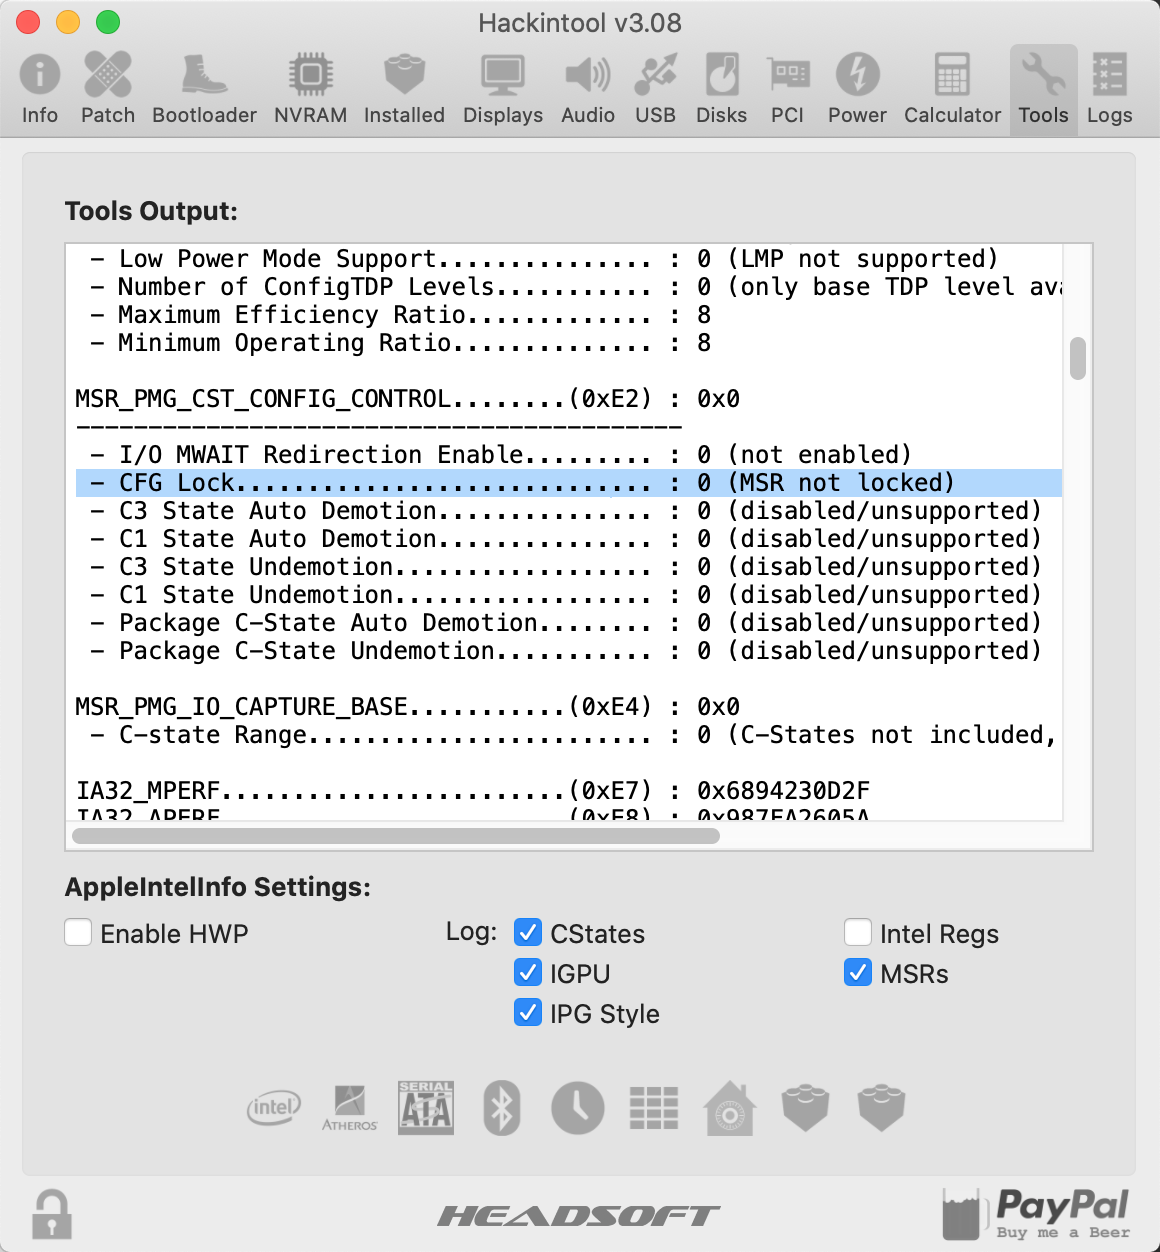 Hackintool v3.08
Info Patch Bootloader NVRAM Installed Displays Audio USB Disks PCI Power Calculator Tools Logs
Tools Output:
– Low Power Mode Support............... : 0 (LMP not supported)
– Number of ConfigTDP Levels........... : 0 (only base TDP level ava
– Maximum Efficiency Ratio............. : 8
– Minimum Operating Ratio.............. : 8
MSR_PMG_CST_CONFIG_CONTROL........(0xE2) : 0x0
------------------------------------------
– I/O MWAIT Redirection Enable......... : 0 (not enabled)
– CFG Lock............................. : 0 (MSR not locked)
– C3 State Auto Demotion............... : 0 (disabled/unsupported)
– C1 State Auto Demotion............... : 0 (disabled/unsupported)
– C3 State Undemotion.................. : 0 (disabled/unsupported)
– C1 State Undemotion.................. : 0 (disabled/unsupported)
– Package C-State Auto Demotion........ : 0 (disabled/unsupported)
– Package C-State Undemotion........... : 0 (disabled/unsupported)
MSR_PMG_IO_CAPTURE_BASE...........(0xE4) : 0x0
– C-state Range........................ : 0 (C-States not included,
IA32_MPERF........................(0xE7) : 0x6894230D2F
IA32_APERF........................(0xE8) : 0x987FA2605A
AppleIntelInfo Settings:
Enable HWP Log: CStates Intel Regs
IGPU MSRs
IPG Style
intel ATHEROS SERIAL ATA
HEADSOFT PayPal
Buy me a Beer